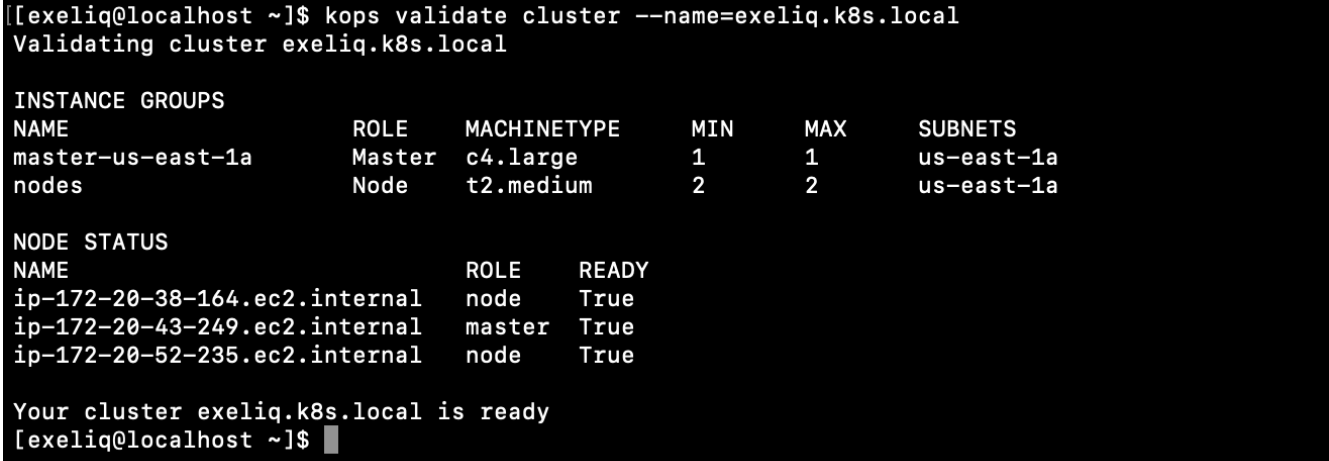 [[exeliq@localhost ~]$ kops validate cluster --name=exeliq.k8s.local
Validating cluster exeliq.k8s.local
INSTANCE GROUPS
NAME ROLE MACHINETYPE MIN MAX SUBNETS
master-us-east-1a Master c4.large 1 1 us-east-1a
nodes Node t2.medium 2 2 us-east-1a
NODE STATUS
NAME ROLE READY
ip-172-20-38-164.ec2.internal node True
ip-172-20-43-249.ec2.internal master True
ip-172-20-52-235.ec2.internal node True
Your cluster exeliq.k8s.local is ready
[exeliq@localhost ~]$